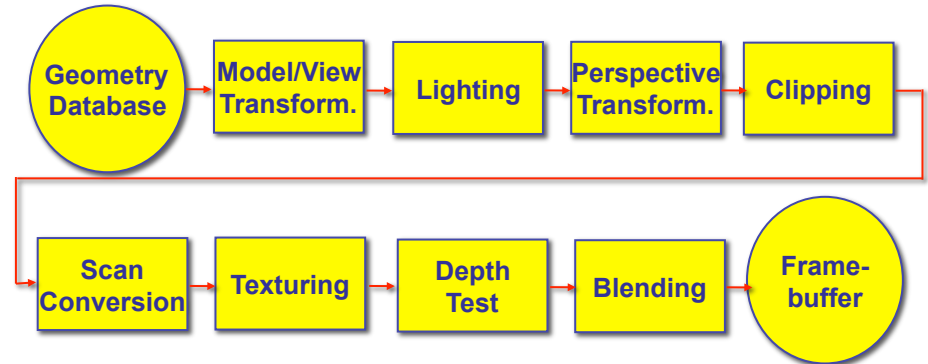 Geometry
Database
Model/View
Transform.
Lighting
Perspective
Transform.
Clipping
Scan
Conversion
Texturing
Depth
Test
Blending
Frame-
buffer